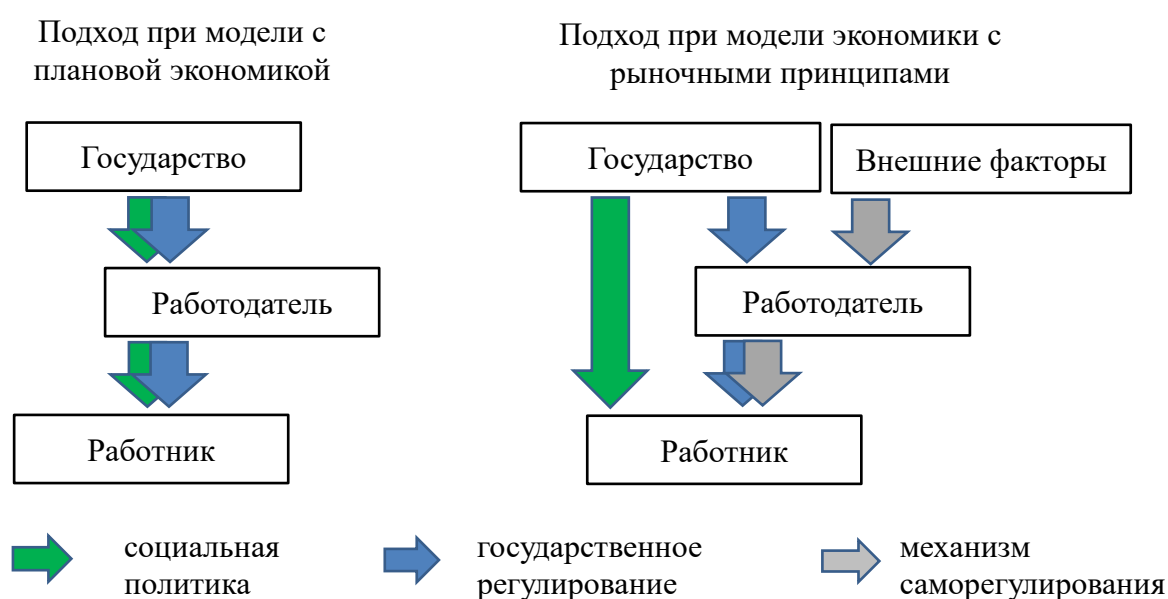 Подход при модели с
плановой экономикой
Государство
Работодатель
Работник
Подход при модели экономики с
рыночными принципами
Государство
Внешние факторы
Работодатель
Работник
социальная
политика
государственное
регулирование
механизм
саморегулирования